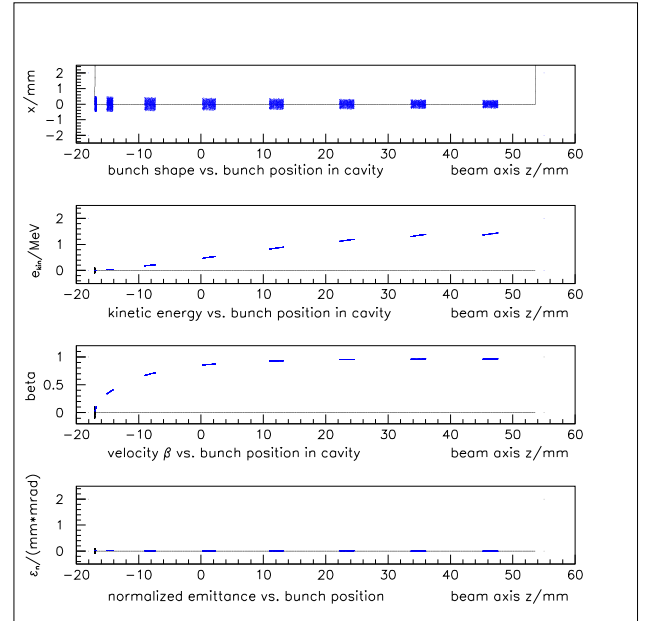 x/mm
2
1
0
−1
−2
−20 −10 0 10 20 30 40 50 60
bunch shape vs. bunch position in cavity beam axis z/mm
e_kin/MeV
2
1
0
−20 −10 0 10 20 30 40 50 60
kinetic energy vs. bunch position in cavity beam axis z/mm
beta
1
0.5
0
−20 −10 0 10 20 30 40 50 60
velocity β vs. bunch position in cavity beam axis z/mm
ε_n/(mm*mrad)
2
1
0
−20 −10 0 10 20 30 40 50 60
normalized emittance vs. bunch position beam axis z/mm